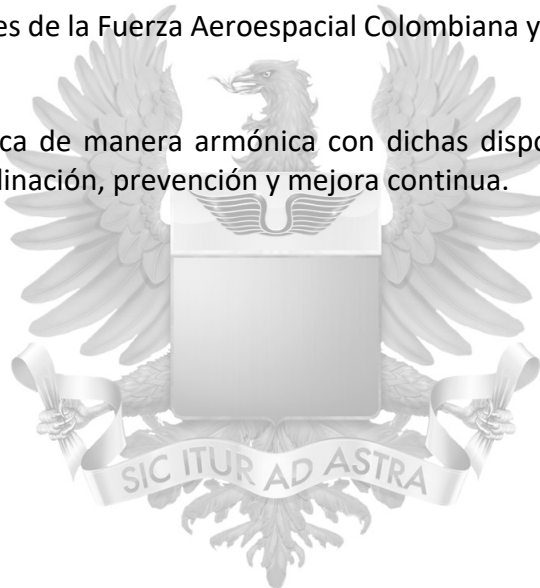 es de la Fuerza Aeroespacial Colombiana y
ca de manera armónica con dichas dispo
linación, prevención y mejora continua.
SIC ITUR AD ASTRA